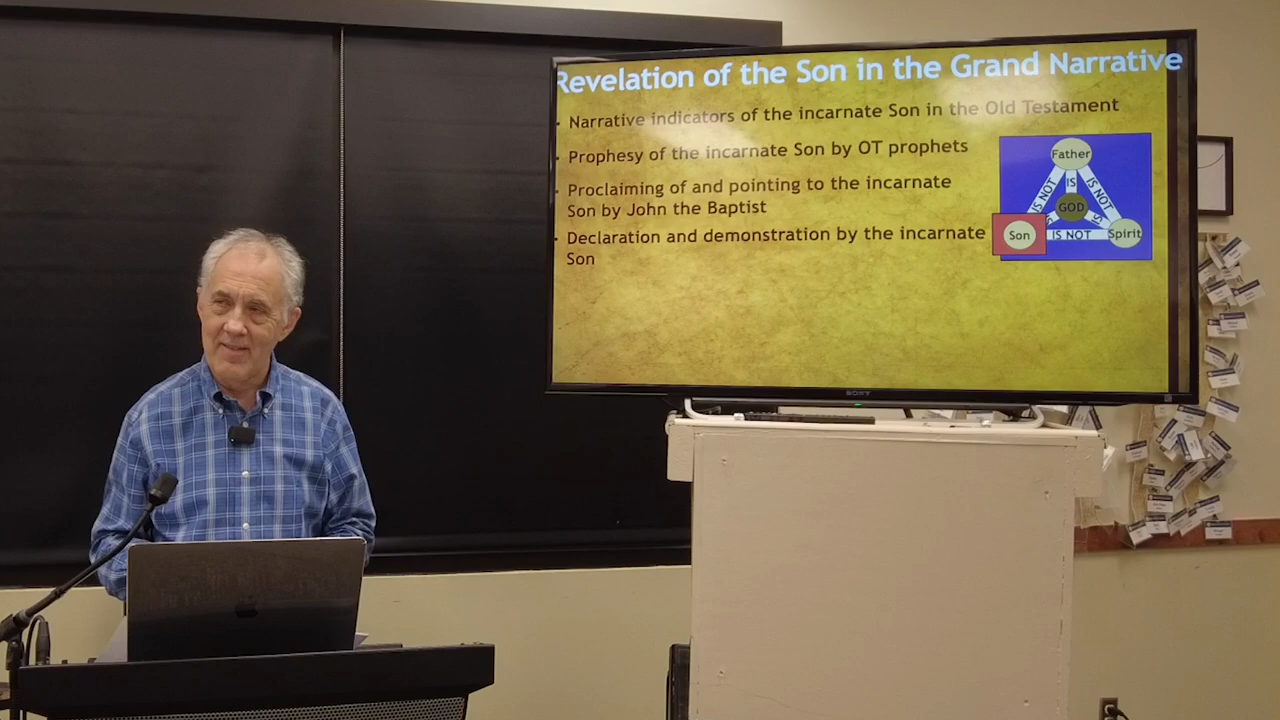 Revelation of the Son in the Grand Narrative
• Narrative indicators of the incarnate Son in the Old Testament
• Prophesy of the incarnate Son by OT prophets
• Proclaiming of and pointing to the incarnate
Son by John the Baptist
• Declaration and demonstration by the incarnate
Son
Father
IS NOT
IS
IS NOT
GOD
IS
IS
Son
IS NOT
Spirit
SONY